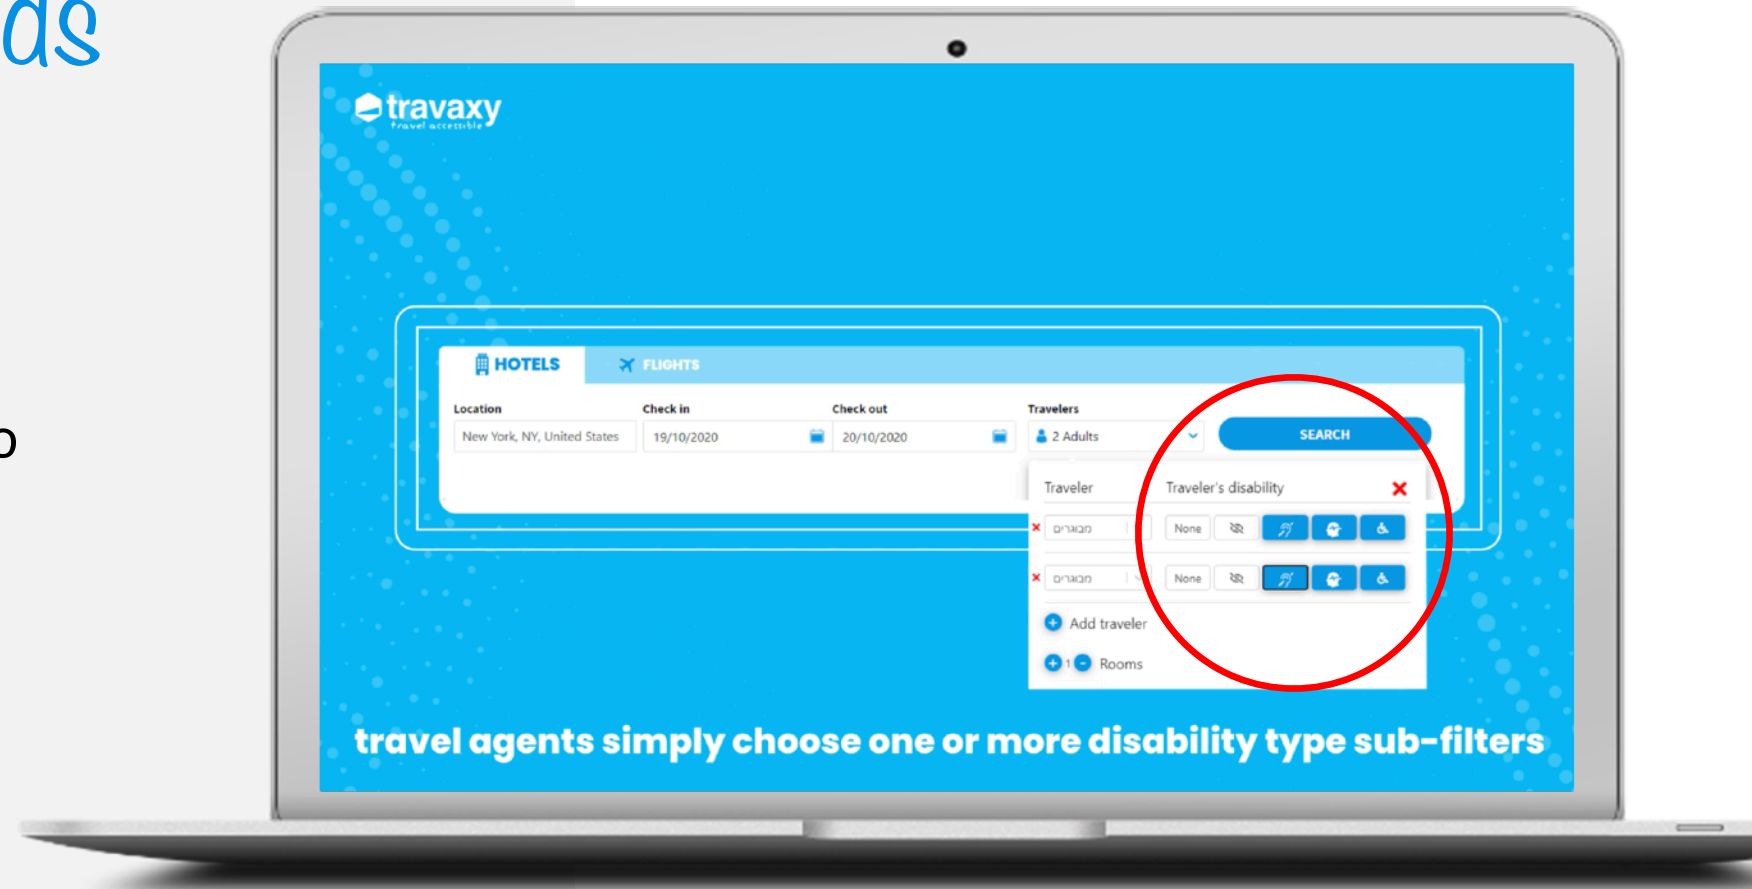 ds
o
travaxy
travel accessible
HOTELS
FLIGHTS
Location
Check in
Check out
Travelers
New York, NY, United States
19/10/2020
20/10/2020
2 Adults
SEARCH
Traveler
Traveler's disability
מבוגרים
None
מבוגרים
None
Add traveler
1
Rooms
travel agents simply choose one or more disability type sub-filters